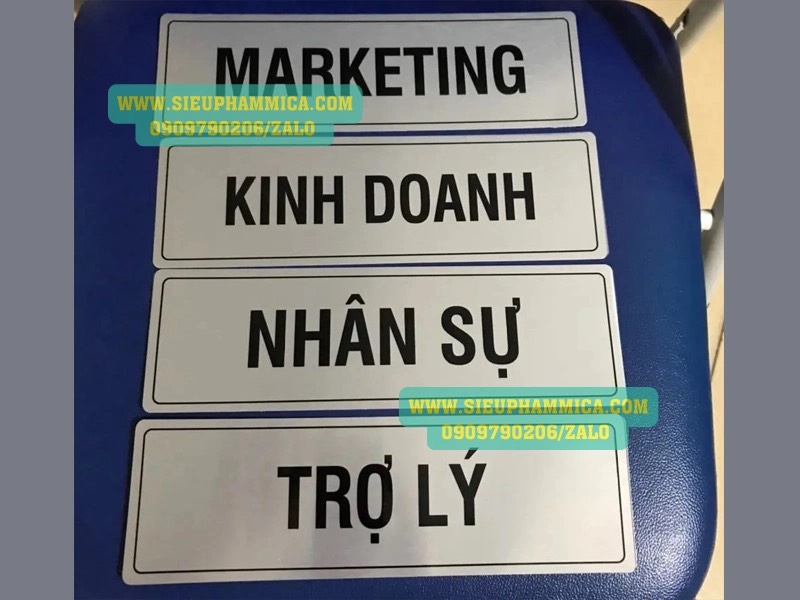 MARKETING
WWW.SIEUPHAMMICA.COM
0909790206/ZALO
KINH DOANH
NHÂN SỰ
WWW.SIEUPHAMMICA.COM
0909790206/ZALO
TRỢ LÝ